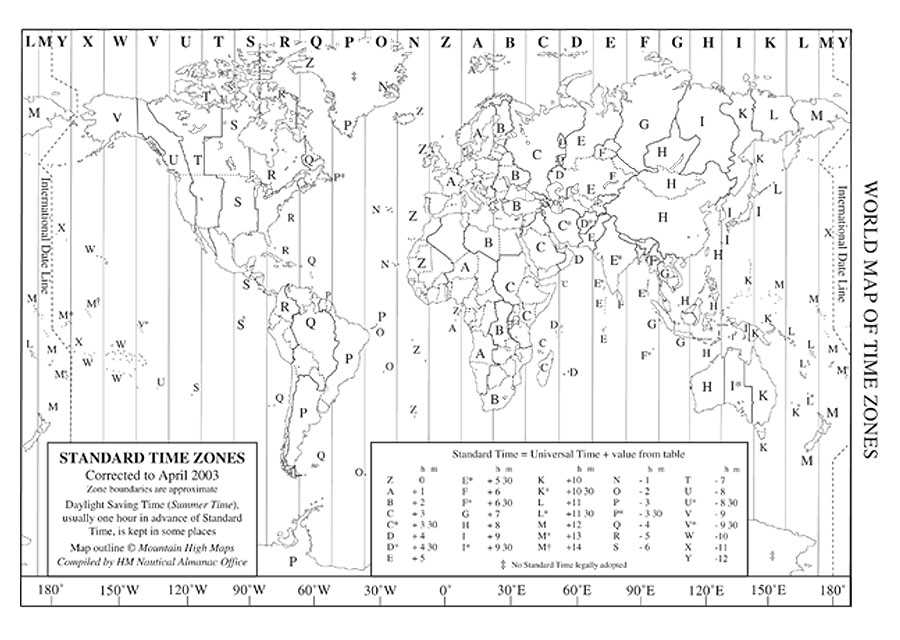 L M Y X W V U T S R Q P O N Z A B C D E F G H I K L M Y
WORLD MAP OF TIME ZONES
International Date Line
International Date Line
STANDARD TIME ZONES
Corrected to April 2003
Zone boundaries are approximate
Daylight Saving Time (Summer Time),
usually one hour in advance of Standard
Time, is kept in some places
Map outline © Mountain High Maps
Compiled by HM Nautical Almanac Office
Standard Time = Universal Time + value from table
h m h m h m h m h m
Z 0 E* + 5 30 K +10 N - 1 T - 7
A + 1 F + 6 K* +10 30 O - 2 U - 8
B + 2 F* + 6 30 L +11 P - 3 U* - 8 30
C + 3 G + 7 L* +11 30 P* - 3 30 V - 9
C* + 3 30 H + 8 M +12 Q - 4 V* - 9 30
D + 4 I + 9 M* +13 R - 5 W -10
D* + 4 30 I* + 9 30 M† +14 S - 6 X -11
E + 5 Y -12
‡ No Standard Time legally adopted
180° 150°W 120°W 90°W 60°W 30°W 0° 30°E 60°E 90°E 120°E 150°E 180°